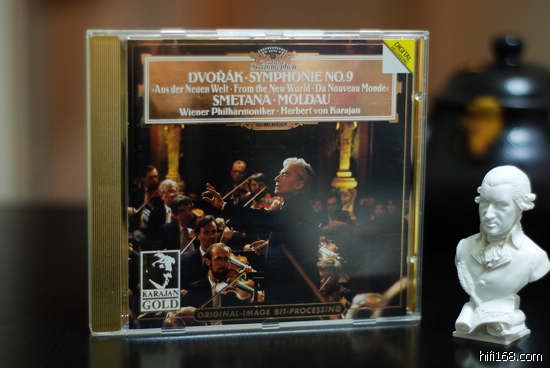 Grammophon
DIGITAL
DVOŘÁK · SYMPHONIE NO. 9
»Aus der Neuen Welt · From the New World · Du Nouveau Monde«
SMETANA · MOLDAU
Wiener Philharmoniker · Herbert von Karajan
KARAJAN
GOLD
ORIGINAL-IMAGE BIT-PROCESSING
hifi168.com